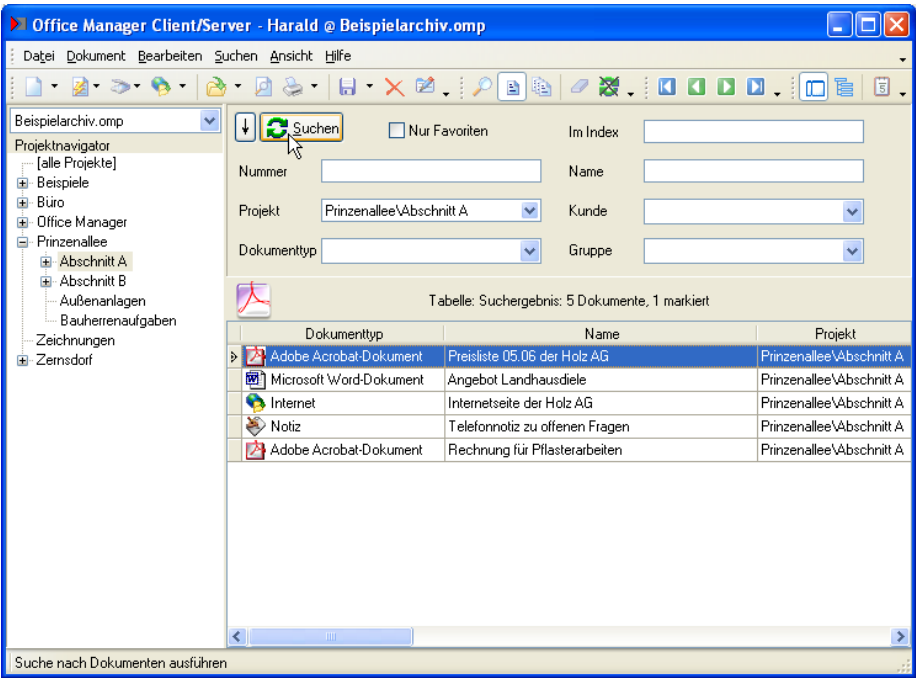 Office Manager Client/Server - Harald @ Beispielarchiv.omp
Datei Dokument Bearbeiten Suchen Ansicht Hilfe
Beispielarchiv.omp
Projektnavigator
[alle Projekte]
Beispiele
Büro
Office Manager
Prinzenallee
Abschnitt A
Abschnitt B
Außenanlagen
Bauherrenaufgaben
Zeichnungen
Zernsdorf
Suchen Nur Favoriten Im Index
Nummer Name
Projekt Prinzenallee\Abschnitt A Kunde
Dokumenttyp Gruppe
Tabelle: Suchergebnis: 5 Dokumente, 1 markiert
Dokumenttyp Name Projekt
Adobe Acrobat-Dokument Preisliste 05.06 der Holz AG Prinzenallee\Abschnitt A
Microsoft Word-Dokument Angebot Landhausdiele Prinzenallee\Abschnitt A
Internet Internetseite der Holz AG Prinzenallee\Abschnitt A
Notiz Telefonnotiz zu offenen Fragen Prinzenallee\Abschnitt A
Adobe Acrobat-Dokument Rechnung für Pflasterarbeiten Prinzenallee\Abschnitt A
Suche nach Dokumenten ausführen